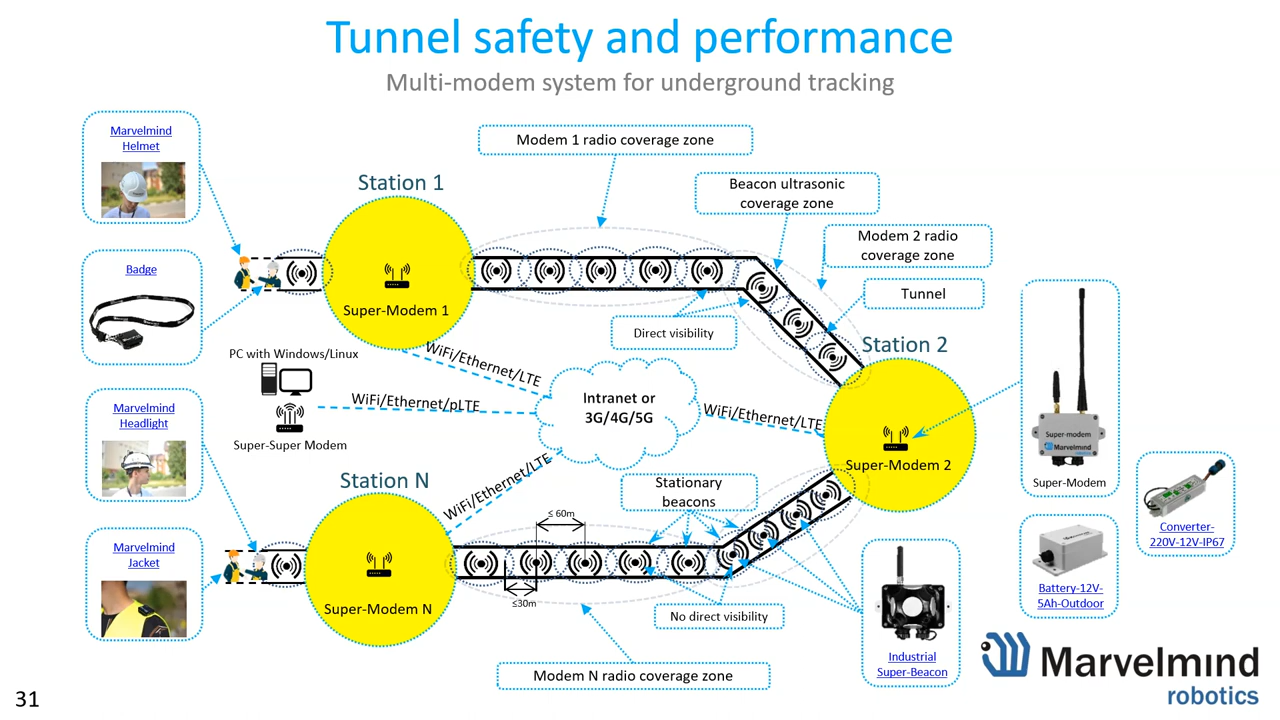 Tunnel safety and performance
Multi-modem system for underground tracking
Marvelmind
Helmet
Badge
PC with Windows/Linux
Super-Super Modem
Marvelmind
Headlight
Marvelmind
Jacket
Station 1
Super-Modem 1
Modem 1 radio coverage zone
Beacon ultrasonic
coverage zone
Modem 2 radio
coverage zone
Tunnel
Direct visibility
WiFi/Ethernet/LTE
WiFi/Ethernet/pLTE
WiFi/Ethernet/LTE
WiFi/Ethernet/LTE
Intranet or
3G/4G/5G
Station 2
Super-Modem 2
Station N
Super-Modem N
Stationary
beacons
≤ 60m
≤30m
No direct visibility
Modem N radio coverage zone
Super-modem
Marvelmind
robotics
Super-Modem
Converter-
220V-12V-IP67
Battery-12V-
5Ah-Outdoor
Industrial
Super-Beacon
Marvelmind
robotics
31